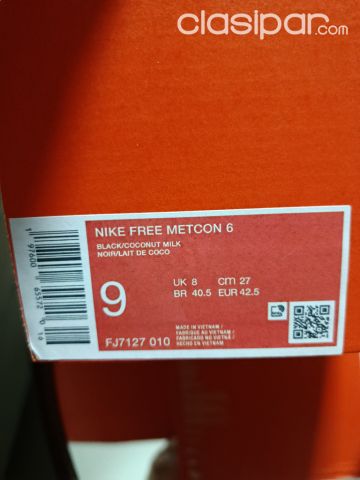 clasipar.com
NIKE FREE METCON 6
BLACK/COCONUT MILK
NOIR/LAIT DE COCO
9
UK 8 CM 27
BR 40.5 EUR 42.5
MADE IN VIETNAM /
FABRIQUÉ AU VIETNAM /
FABRICADO NO VIETNÃ /
HECHO EN VIETNAM
FJ7127 010
clasipar.com